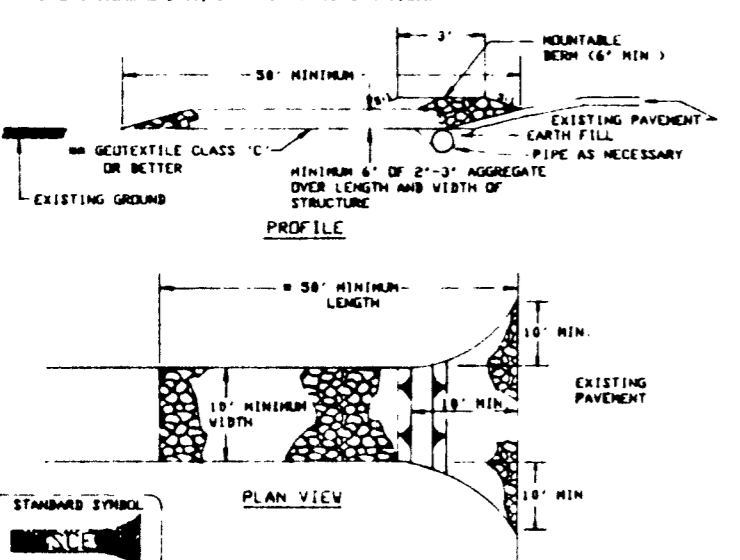 3'
MOUNTABLE
BERM (6" MIN.)
50' MINIMUM
3:1
EXISTING PAVEMENT
EARTH FILL
PIPE AS NECESSARY
** GEOTEXTILE CLASS 'C'
OR BETTER
MINIMUM 6" OF 2"-3" AGGREGATE
OVER LENGTH AND WIDTH OF
STRUCTURE
EXISTING GROUND
PROFILE
* 50' MINIMUM
LENGTH
10' MIN.
EXISTING
PAVEMENT
10' MINIMUM
WIDTH
10' MIN
10' MIN
PLAN VIEW
STANDARD SYMBOL
SCE